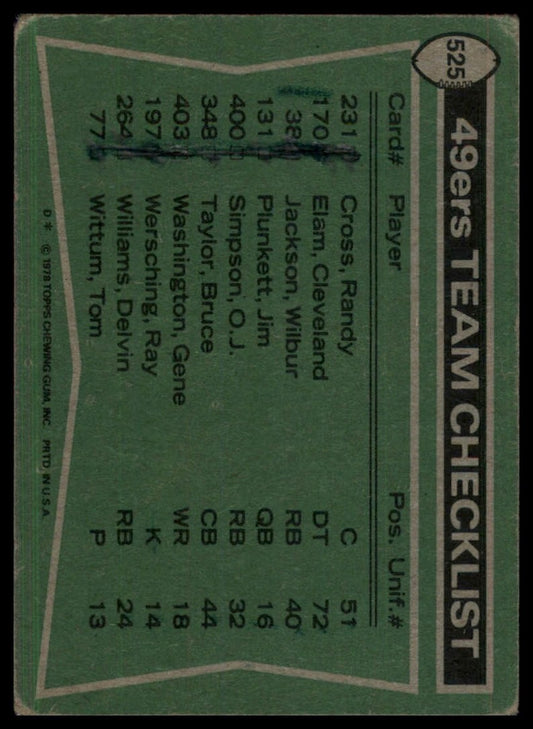 525
49ers TEAM CHECKLIST
Card# Player Pos. Unif.#
231 Cross, Randy C 51
170 Elam, Cleveland DT 72
38 Jackson, Wilbur RB 40
131 Plunkett, Jim QB 16
400 Simpson, O.J. RB 32
348 Taylor, Bruce CB 44
403 Washington, Gene WR 18
197 Wersching, Ray K 14
264 Williams, Delvin RB 24
77 Wittum, Tom P 13
D * © 1978 TOPPS CHEWING GUM, INC. PRTD. IN U.S.A.